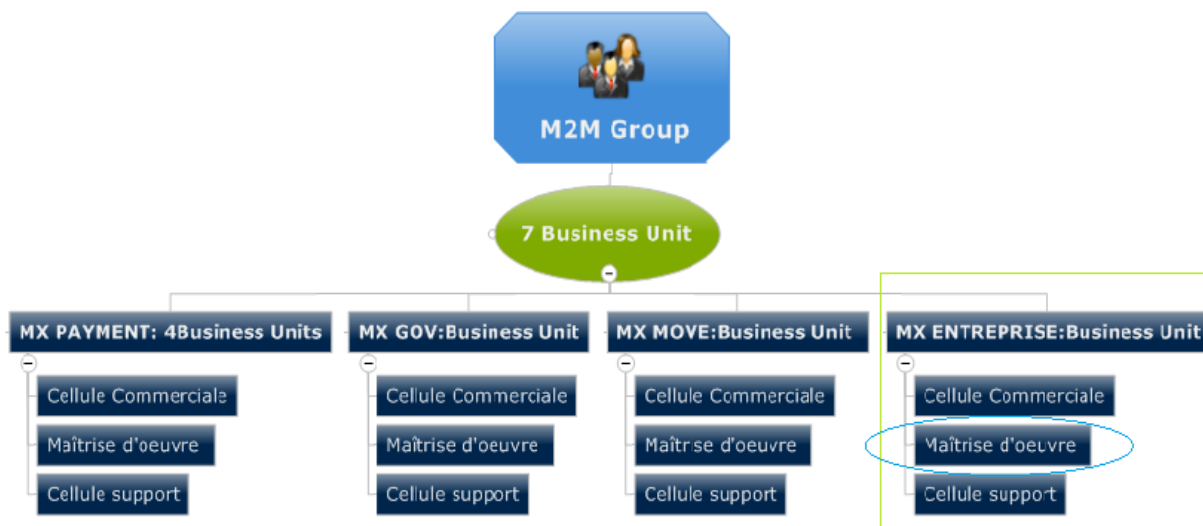 M2M Group
7 Business Unit
MX PAYMENT: 4Business Units
Cellule Commerciale
Maîtrise d'oeuvre
Cellule support
MX GOV:Business Unit
Cellule Commerciale
Maîtrise d'oeuvre
Cellule support
MX MOVE:Business Unit
Cellule Commerciale
Maîtrise d'oeuvre
Cellule support
MX ENTREPRISE:Business Unit
Cellule Commerciale
Maîtrise d'oeuvre
Cellule support